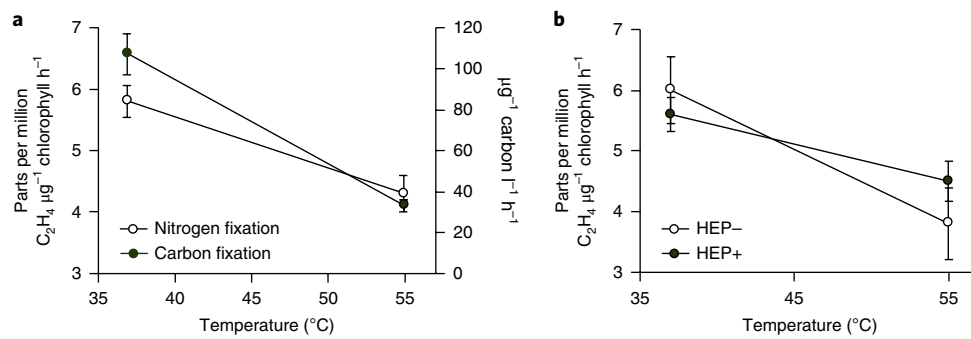 a
7
6
5
4
3
Parts per million
C₂H₄ µg⁻¹ chlorophyll h⁻¹
120
100
80
60
40
20
0
µg⁻¹ carbon l⁻¹ h⁻¹
Nitrogen fixation
Carbon fixation
35 40 45 50 55
Temperature (°C)
b
7
6
5
4
3
Parts per million
C₂H₄ µg⁻¹ chlorophyll h⁻¹
HEP–
HEP+
35 45 55
Temperature (°C)